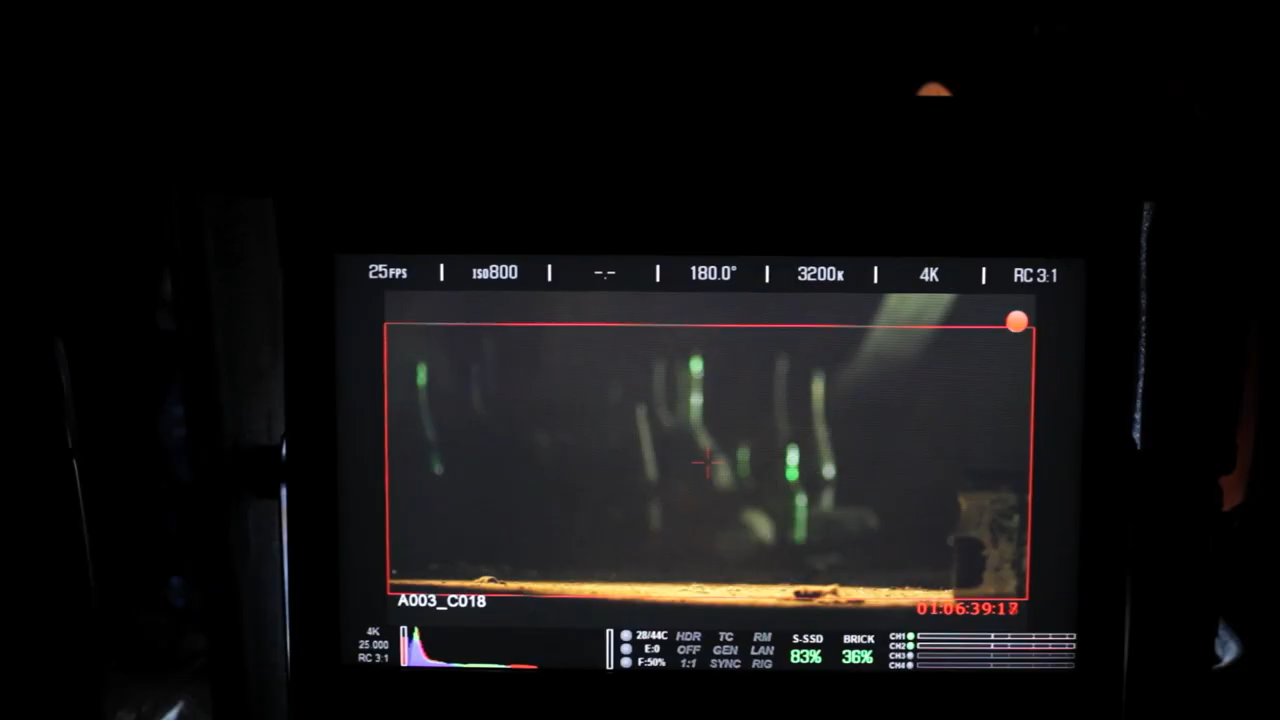 25FPS | ISO800 | -.- | 180.0° | 3200K | 4K | RC 3:1
A003_C018
01:06:39:17
4K
25.000
RC 3:1
28/44C
E:0
F:50%
HDR TC RM
OFF GEN LAN
1:1 SYNC RIG
S-SSD BRICK
83% 36%
CH1
CH2
CH3
CH4